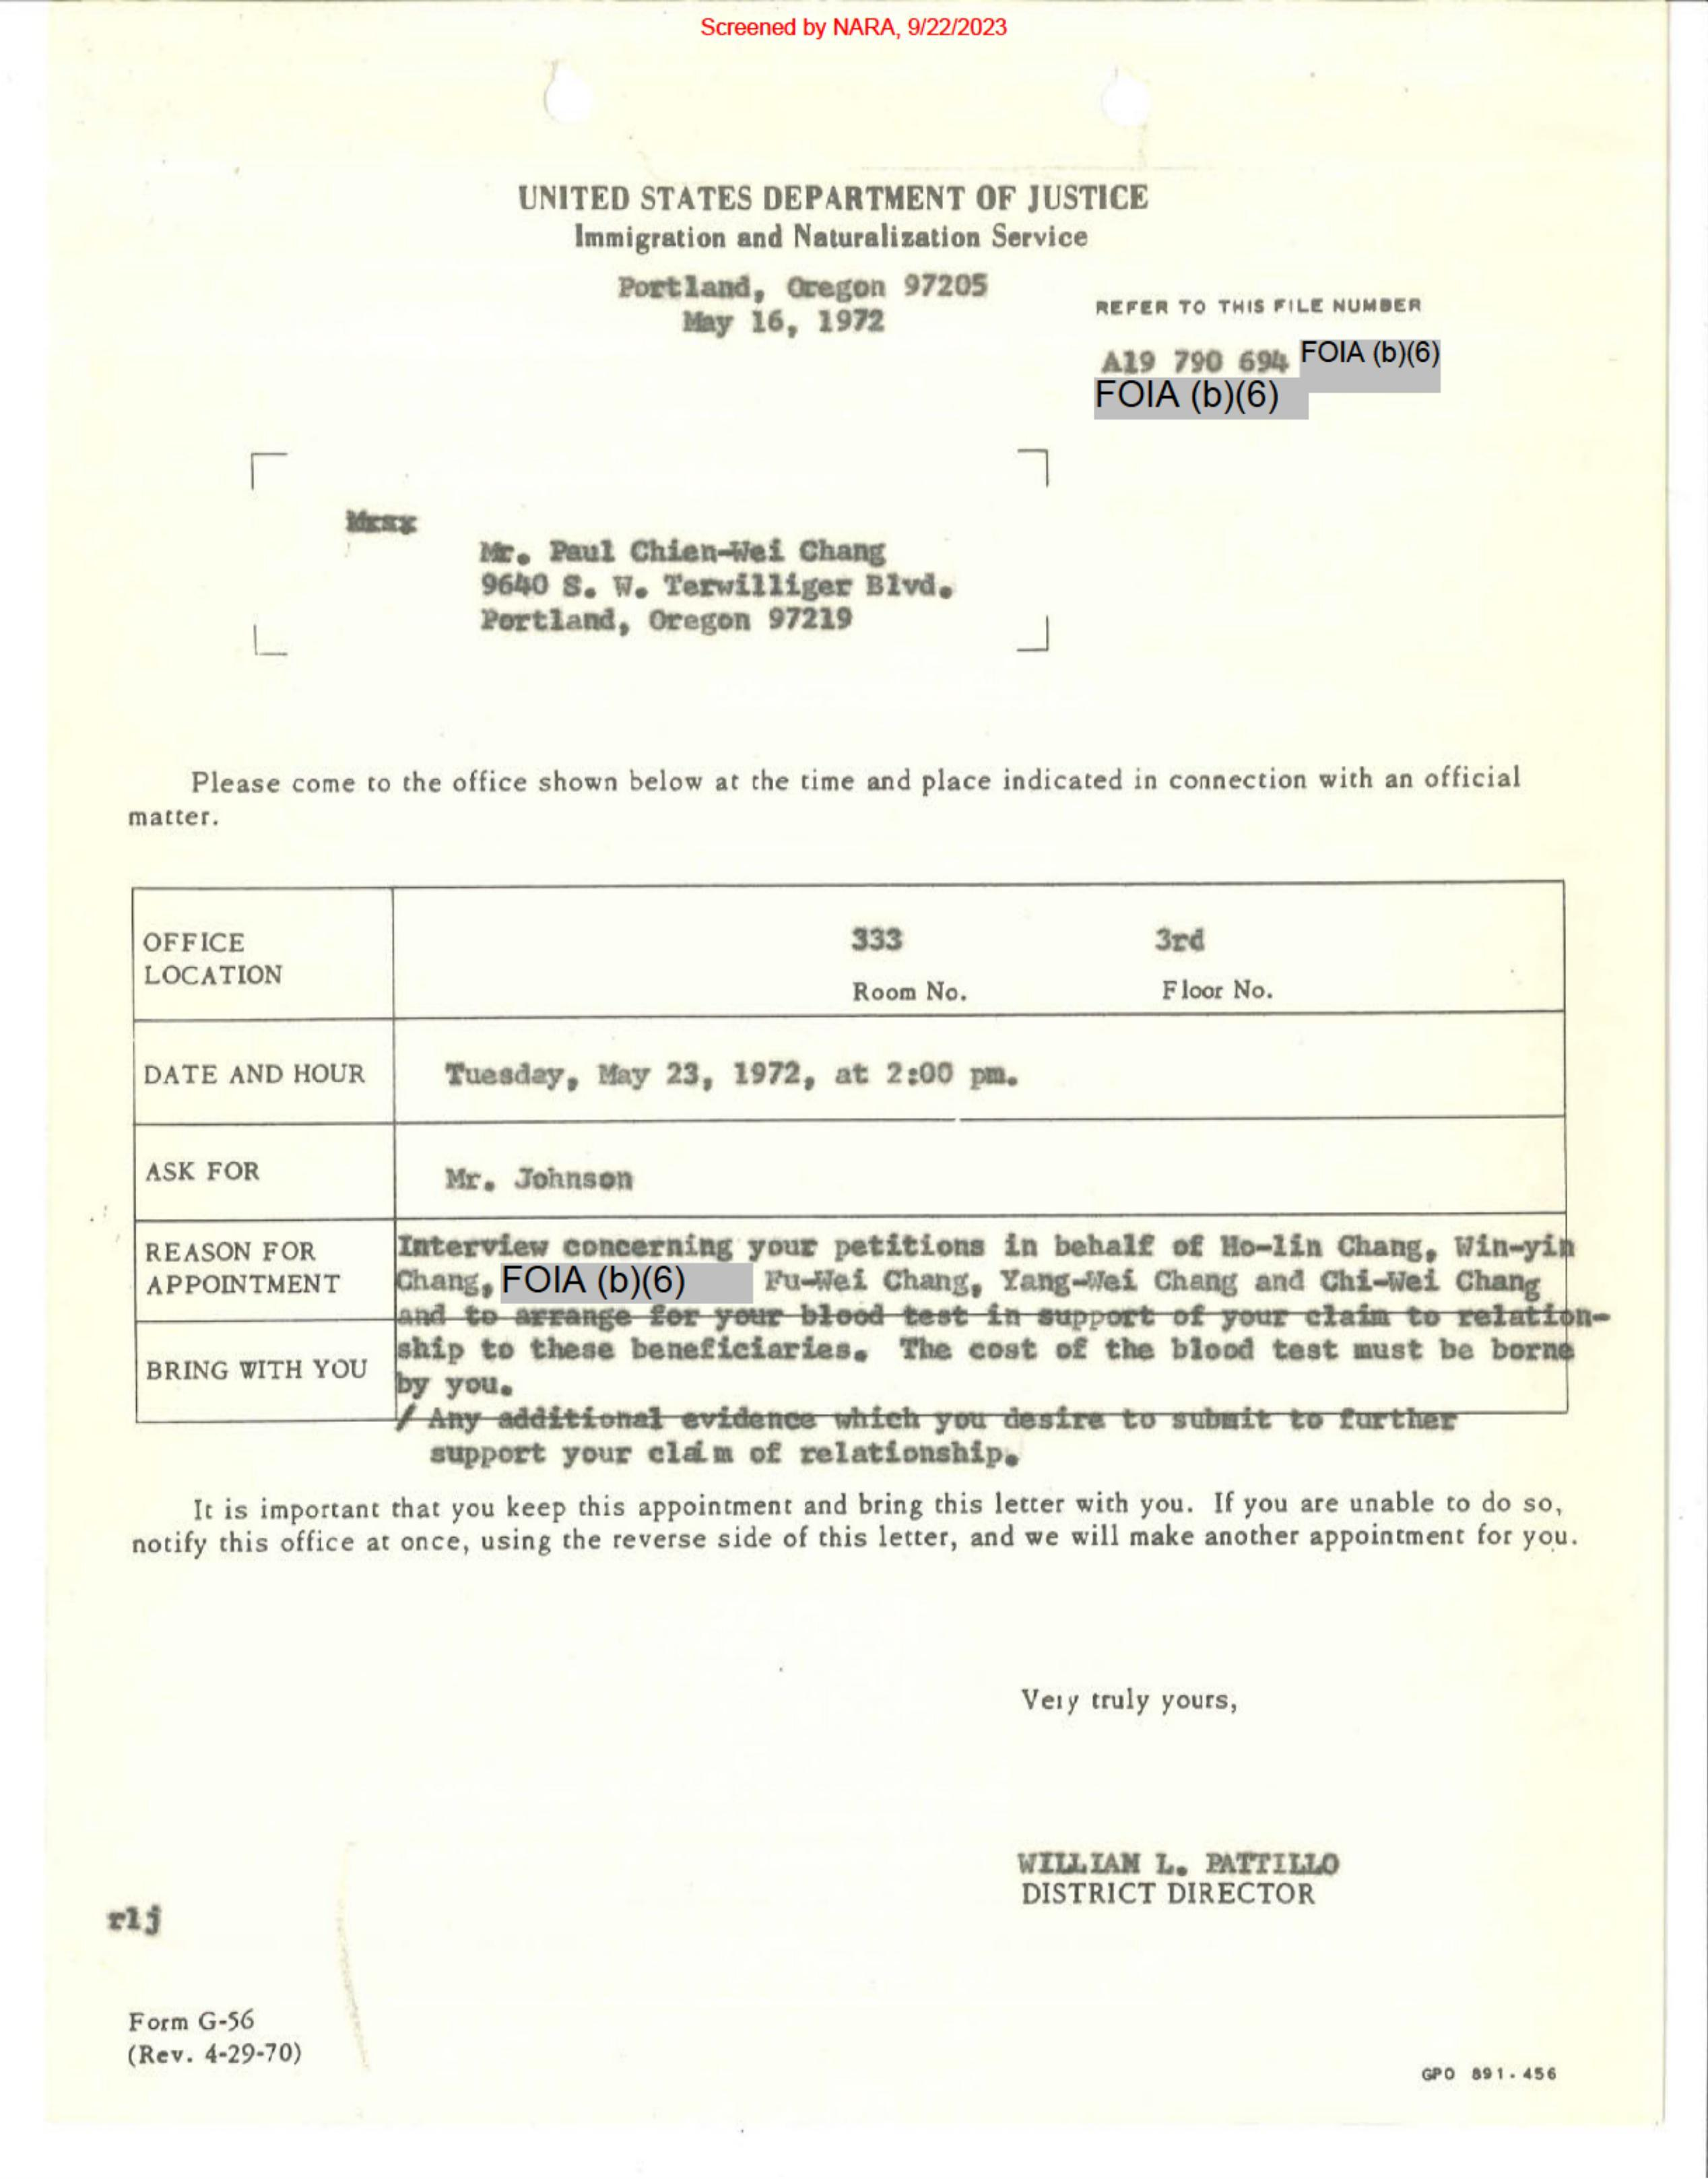 Screened by NARA, 9/22/2023
UNITED STATES DEPARTMENT OF JUSTICE
Immigration and Naturalization Service
Portland, Oregon 97205
May 16, 1972
REFER TO THIS FILE NUMBER
A19 790 694 FOIA (b)(6)
FOIA (b)(6)
Mr. Paul Chien-Wei Chang
9640 S. W. Terwilliger Blvd.
Portland, Oregon 97219
Please come to the office shown below at the time and place indicated in connection with an official
matter.
OFFICE
LOCATION
333 3rd
Room No. Floor No.
DATE AND HOUR
Tuesday, May 23, 1972, at 2:00 pm.
ASK FOR
Mr. Johnson
REASON FOR
APPOINTMENT
Interview concerning your petitions in behalf of Ho-lin Chang, Win-yin
Chang, FOIA (b)(6) Fu-Wei Chang, Yang-Wei Chang and Chi-Wei Chang
and to arrange for your blood test in support of your claim to relation-
BRING WITH YOU
ship to these beneficiaries. The cost of the blood test must be borne
by you.
/ Any additional evidence which you desire to submit to further
support your claim of relationship.
It is important that you keep this appointment and bring this letter with you. If you are unable to do so,
notify this office at once, using the reverse side of this letter, and we will make another appointment for you.
Very truly yours,
WILLIAM L. PATTILLO
DISTRICT DIRECTOR
rlj
Form G-56
(Rev. 4-29-70)
GPO 891-456